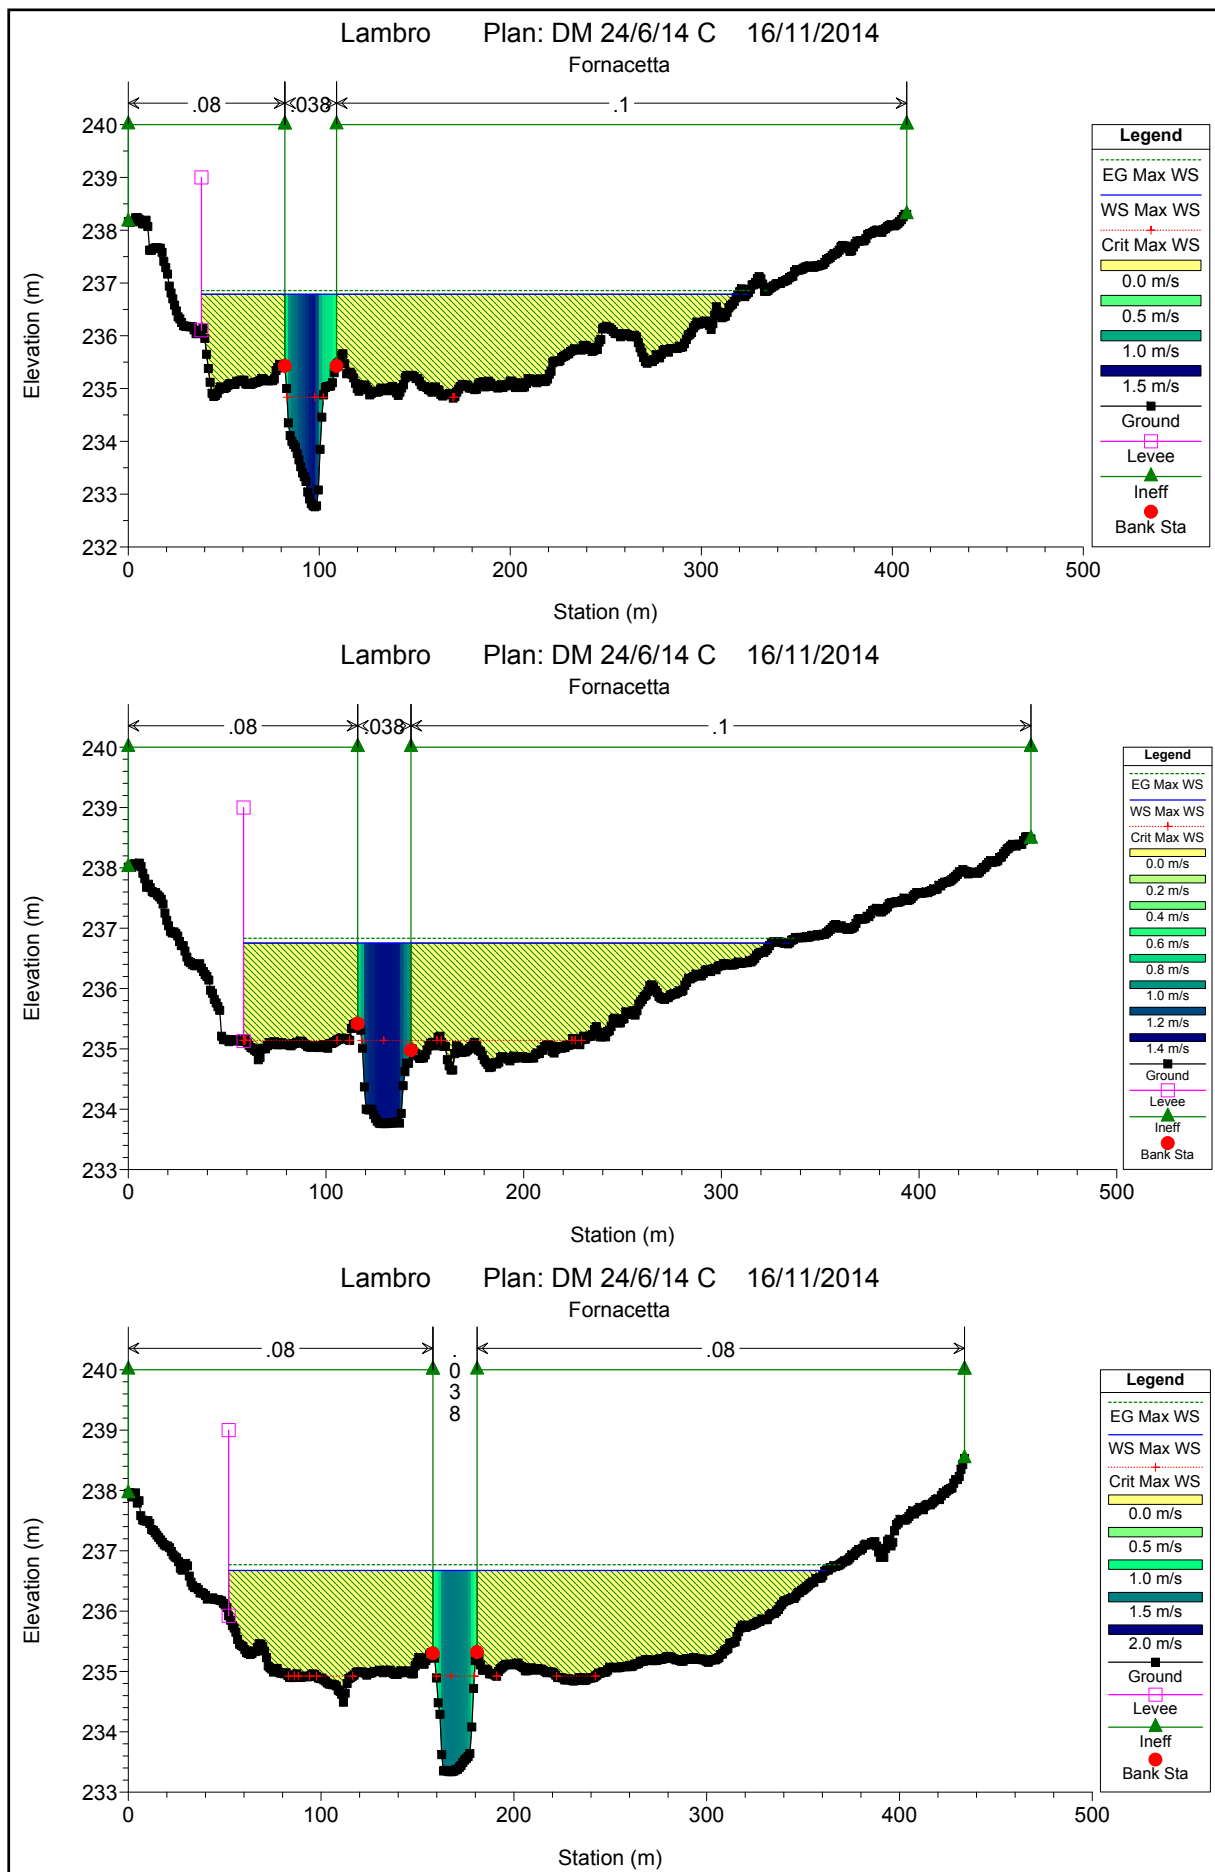 Lambro Plan: DM 24/6/14 C 16/11/2014
Fornacetta
.08 .038 .1
240
239
238
237
236
235
234
233
232
Elevation (m)
0 100 200 300 400 500
Station (m)
Legend
EG Max WS
WS Max WS
Crit Max WS
0.0 m/s
0.5 m/s
1.0 m/s
1.5 m/s
Ground
Levee
Ineff
Bank Sta
Lambro Plan: DM 24/6/14 C 16/11/2014
Fornacetta
.08 .038 .1
240
239
238
237
236
235
234
233
Elevation (m)
0 100 200 300 400 500
Station (m)
Legend
EG Max WS
WS Max WS
Crit Max WS
0.0 m/s
0.2 m/s
0.4 m/s
0.6 m/s
0.8 m/s
1.0 m/s
1.2 m/s
1.4 m/s
Ground
Levee
Ineff
Bank Sta
Lambro Plan: DM 24/6/14 C 16/11/2014
Fornacetta
.08 .038 .08
240
239
238
237
236
235
234
233
Elevation (m)
0 100 200 300 400 500
Station (m)
Legend
EG Max WS
WS Max WS
Crit Max WS
0.0 m/s
0.5 m/s
1.0 m/s
1.5 m/s
2.0 m/s
Ground
Levee
Ineff
Bank Sta